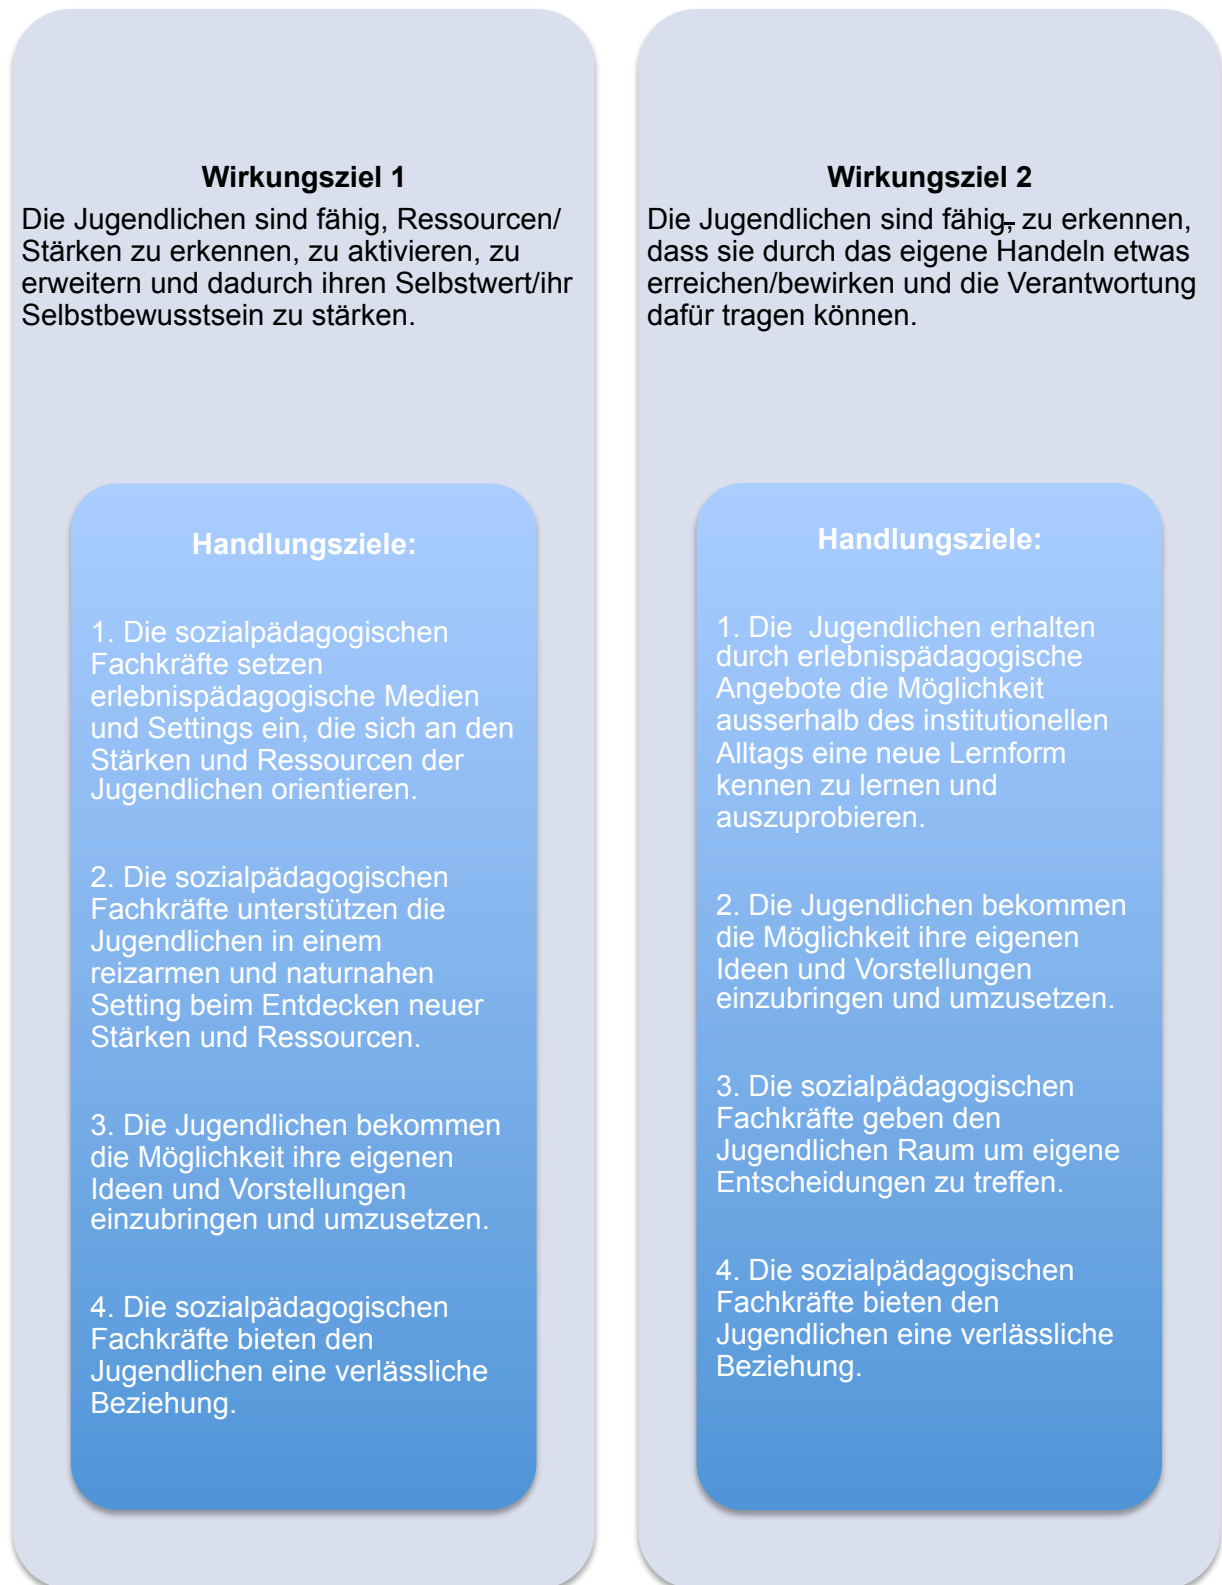 Wirkungsziel 1
Die Jugendlichen sind fähig, Ressourcen/
Stärken zu erkennen, zu aktivieren, zu
erweitern und dadurch ihren Selbstwert/ihr
Selbstbewusstsein zu stärken.
Handlungsziele:
1. Die sozialpädagogischen
Fachkräfte setzen
erlebnispädagogische Medien
und Settings ein, die sich an den
Stärken und Ressourcen der
Jugendlichen orientieren.
2. Die sozialpädagogischen
Fachkräfte unterstützen die
Jugendlichen in einem
reizarmen und naturnahen
Setting beim Entdecken neuer
Stärken und Ressourcen.
3. Die Jugendlichen bekommen
die Möglichkeit ihre eigenen
Ideen und Vorstellungen
einzubringen und umzusetzen.
4. Die sozialpädagogischen
Fachkräfte bieten den
Jugendlichen eine verlässliche
Beziehung.
Wirkungsziel 2
Die Jugendlichen sind fähig, zu erkennen,
dass sie durch das eigene Handeln etwas
erreichen/bewirken und die Verantwortung
dafür tragen können.
Handlungsziele:
1. Die  Jugendlichen erhalten
durch erlebnispädagogische
Angebote die Möglichkeit
ausserhalb des institutionellen
Alltags eine neue Lernform
kennen zu lernen und
auszuprobieren.
2. Die Jugendlichen bekommen
die Möglichkeit ihre eigenen
Ideen und Vorstellungen
einzubringen und umzusetzen.
3. Die sozialpädagogischen
Fachkräfte geben den
Jugendlichen Raum um eigene
Entscheidungen zu treffen.
4. Die sozialpädagogischen
Fachkräfte bieten den
Jugendlichen eine verlässliche
Beziehung.